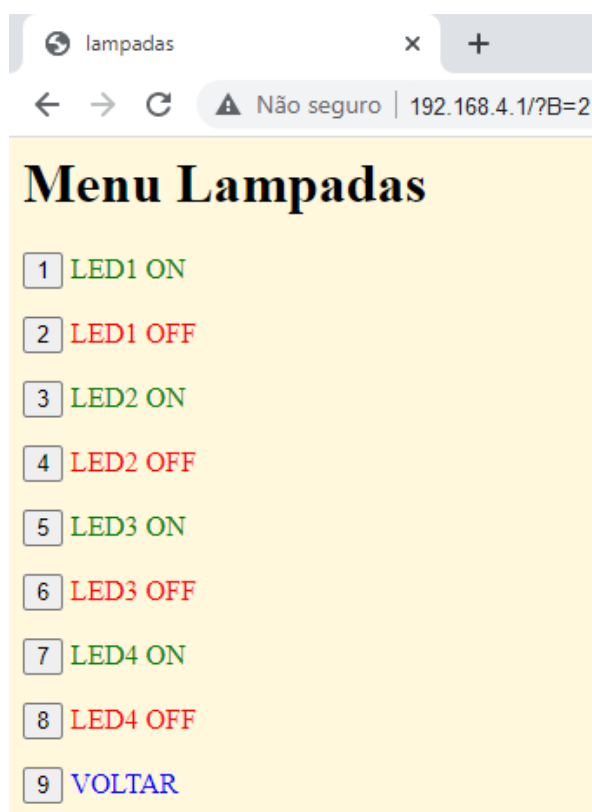 lampadas
Não seguro 192.168.4.1/?B=2
Menu Lampadas
1 LED1 ON
2 LED1 OFF
3 LED2 ON
4 LED2 OFF
5 LED3 ON
6 LED3 OFF
7 LED4 ON
8 LED4 OFF
9 VOLTAR